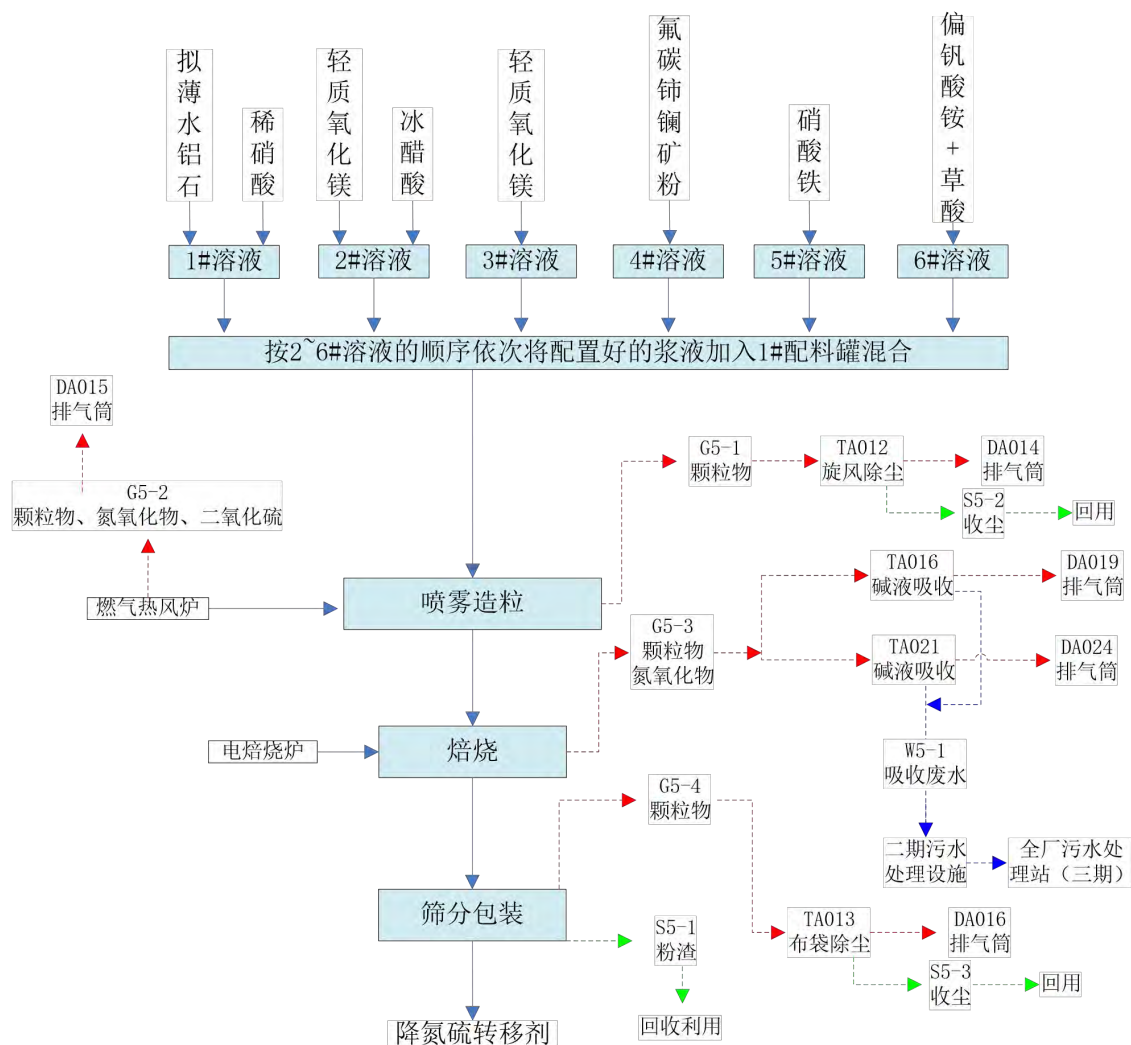 拟薄水铝石
稀硝酸
轻质氧化镁
冰醋酸
轻质氧化镁
氟碳铈镧矿粉
硝酸铁
偏钒酸铵+草酸
1#溶液
2#溶液
3#溶液
4#溶液
5#溶液
6#溶液
按2~6#溶液的顺序依次将配置好的浆液加入1#配料罐混合
DA015
排气筒
G5-2
颗粒物、氮氧化物、二氧化硫
燃气热风炉
喷雾造粒
G5-1
颗粒物
TA012
旋风除尘
DA014
排气筒
S5-2
收尘
回用
G5-3
颗粒物
氮氧化物
TA016
碱液吸收
DA019
排气筒
TA021
碱液吸收
DA024
排气筒
W5-1
吸收废水
二期污水
处理设施
全厂污水处
理站（三期）
电焙烧炉
焙烧
G5-4
颗粒物
筛分包装
TA013
布袋除尘
DA016
排气筒
S5-3
收尘
回用
S5-1
粉渣
回收利用
降氮硫转移剂